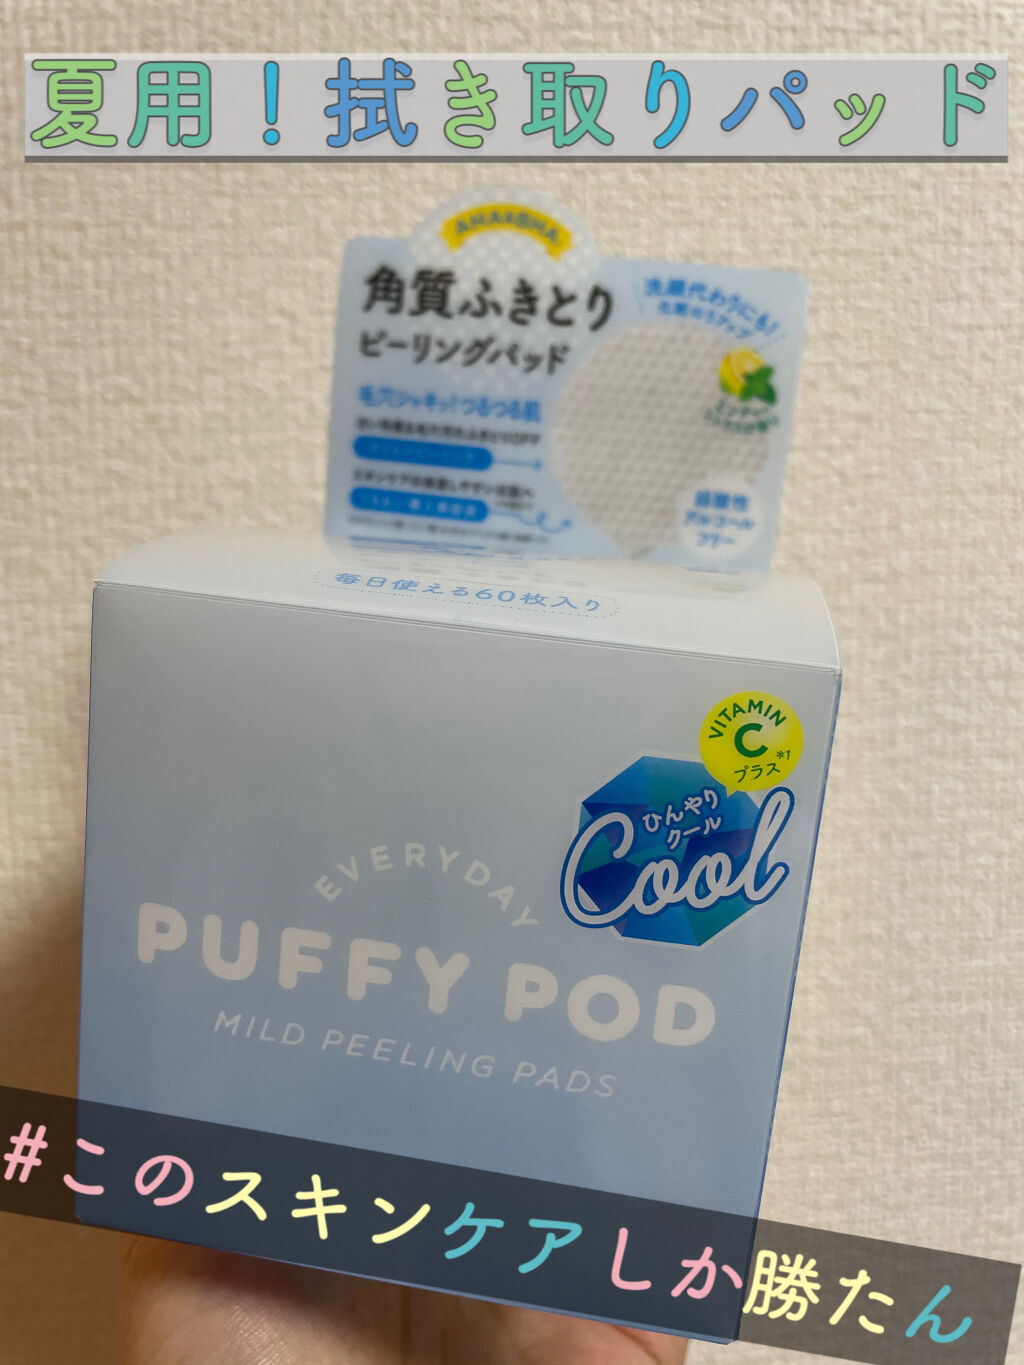 夏用!拭き取りパッド
AHA&BHA
角質ふきとり
ピーリングパッド
洗顔代わりにも!
毛穴シャキッ!つるつる肌
弱酸性
アルコール
フリー
毎日使える60枚入り
VITAMIN
C
プラス*1
ひんやり
クール
Cool
EVERYDAY
PUFFY POD
MILD PEELING PADS
#このスキンケアしか勝たん